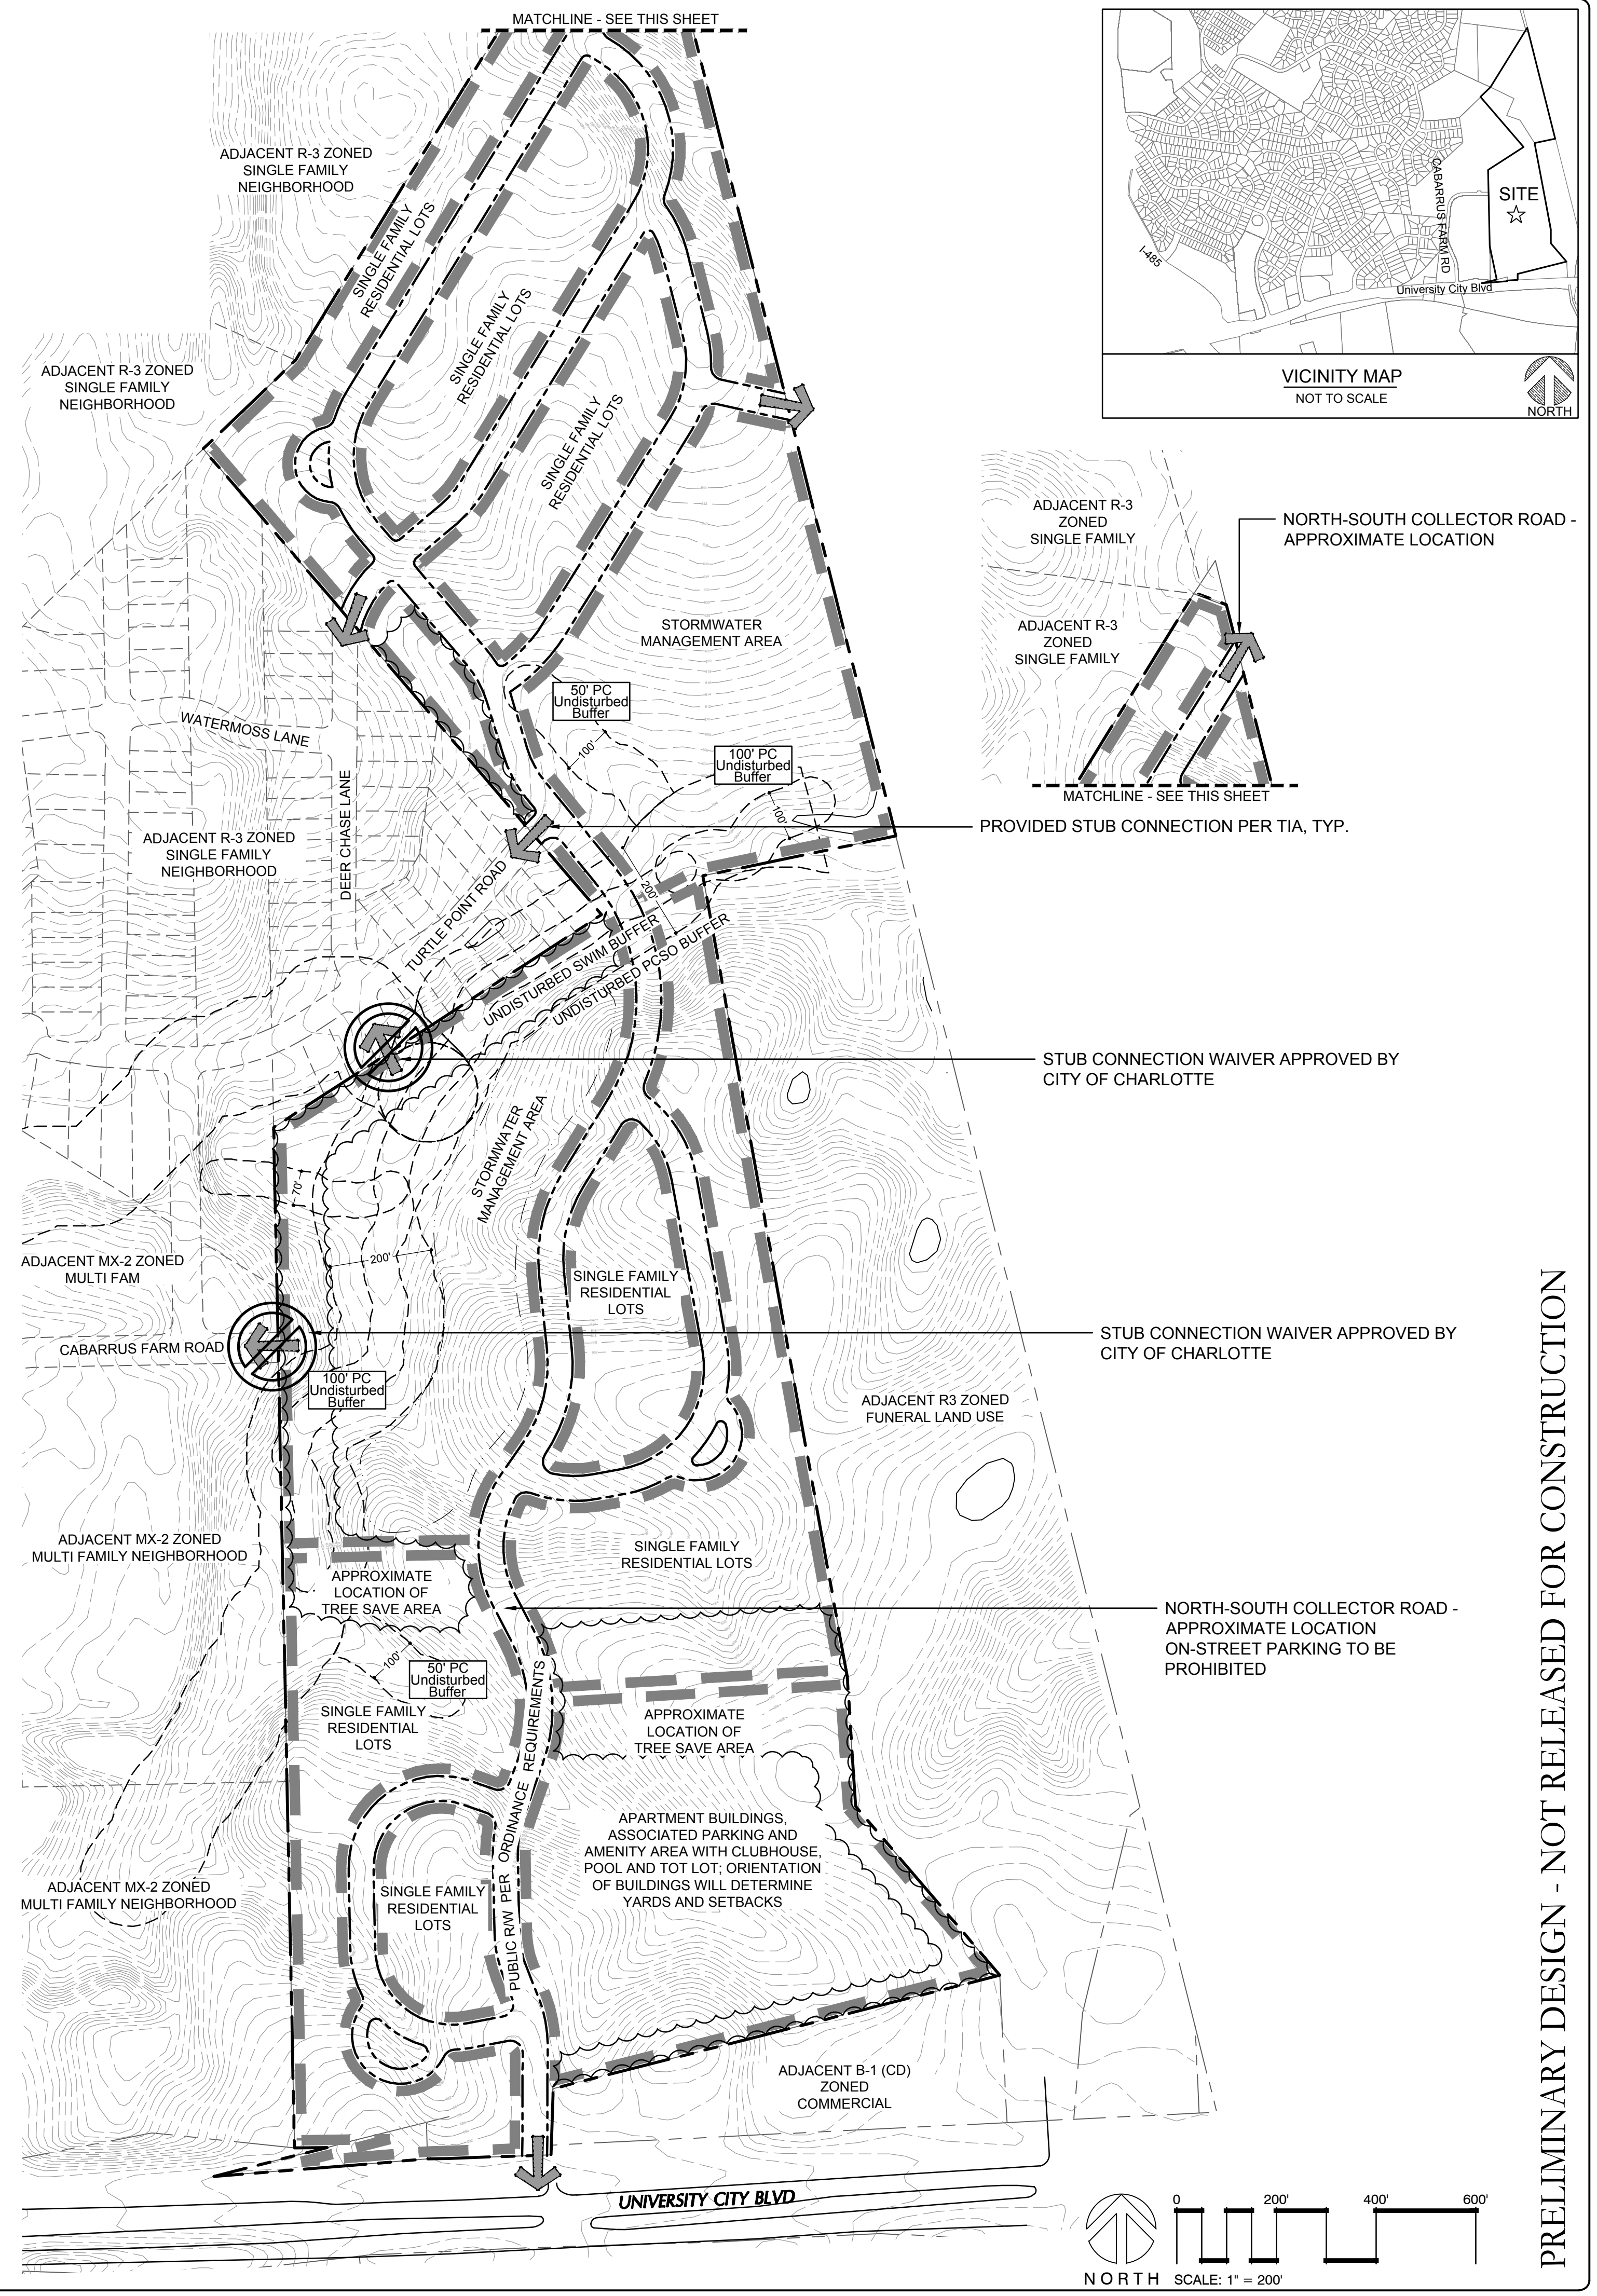 MATCHLINE - SEE THIS SHEET
ADJACENT R-3 ZONED
SINGLE FAMILY
NEIGHBORHOOD
SINGLE FAMILY
RESIDENTIAL LOTS
SINGLE FAMILY
RESIDENTIAL LOTS
SINGLE FAMILY
RESIDENTIAL LOTS
ADJACENT R-3 ZONED
SINGLE FAMILY
NEIGHBORHOOD
CABARRUS FARM RD
SITE
I-485
University City Blvd
VICINITY MAP
NOT TO SCALE
NORTH
ADJACENT R-3
ZONED
SINGLE FAMILY
NORTH-SOUTH COLLECTOR ROAD -
APPROXIMATE LOCATION
ADJACENT R-3
ZONED
SINGLE FAMILY
MATCHLINE - SEE THIS SHEET
STORMWATER
MANAGEMENT AREA
50' PC
Undisturbed
Buffer
100'
100' PC
Undisturbed
Buffer
100'
WATERMOSS LANE
DEER CHASE LANE
ADJACENT R-3 ZONED
SINGLE FAMILY
NEIGHBORHOOD
PROVIDED STUB CONNECTION PER TIA, TYP.
TURTLE POINT ROAD
200'
UNDISTURBED SWIM BUFFER
UNDISTURBED PCSO BUFFER
STUB CONNECTION WAIVER APPROVED BY
CITY OF CHARLOTTE
STORMWATER
MANAGEMENT AREA
70'
200'
ADJACENT MX-2 ZONED
MULTI FAM
SINGLE FAMILY
RESIDENTIAL
LOTS
CABARRUS FARM ROAD
STUB CONNECTION WAIVER APPROVED BY
CITY OF CHARLOTTE
100' PC
Undisturbed
Buffer
ADJACENT R3 ZONED
FUNERAL LAND USE
ADJACENT MX-2 ZONED
MULTI FAMILY NEIGHBORHOOD
SINGLE FAMILY
RESIDENTIAL LOTS
APPROXIMATE
LOCATION OF
TREE SAVE AREA
NORTH-SOUTH COLLECTOR ROAD -
APPROXIMATE LOCATION
ON-STREET PARKING TO BE
PROHIBITED
100'
50' PC
Undisturbed
Buffer
SINGLE FAMILY
RESIDENTIAL
LOTS
APPROXIMATE
LOCATION OF
TREE SAVE AREA
PUBLIC R/W PER ORDINANCE REQUIREMENTS
APARTMENT BUILDINGS,
ASSOCIATED PARKING AND
AMENITY AREA WITH CLUBHOUSE,
POOL AND TOT LOT; ORIENTATION
OF BUILDINGS WILL DETERMINE
YARDS AND SETBACKS
ADJACENT MX-2 ZONED
MULTI FAMILY NEIGHBORHOOD
SINGLE FAMILY
RESIDENTIAL
LOTS
ADJACENT B-1 (CD)
ZONED
COMMERCIAL
UNIVERSITY CITY BLVD
NORTH
0 200' 400' 600'
SCALE: 1" = 200'
PRELIMINARY DESIGN - NOT RELEASED FOR CONSTRUCTION